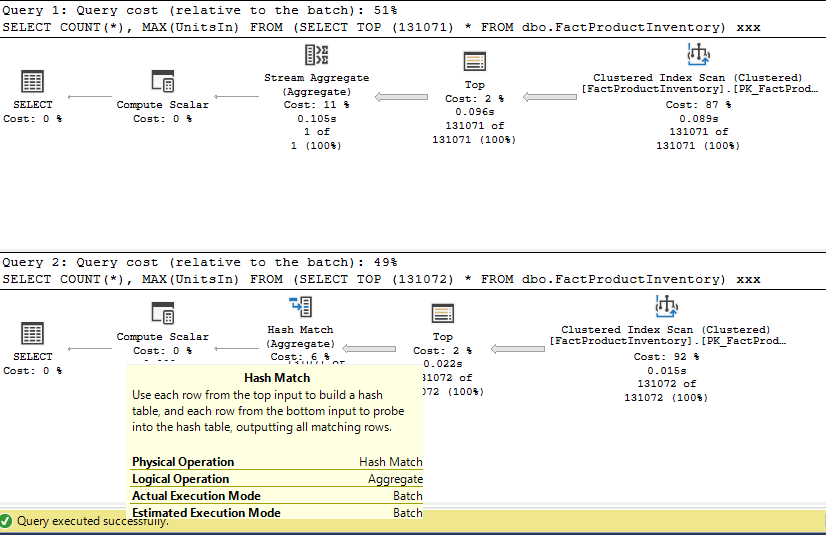 Query 1: Query cost (relative to the batch): 51%
SELECT COUNT(*), MAX(UnitsIn) FROM (SELECT TOP (131071) * FROM dbo.FactProductInventory) xxx
SELECT
Cost: 0 %
Compute Scalar
Cost: 0 %
Stream Aggregate
(Aggregate)
Cost: 11 %
0.105s
1 of
1 (100%)
Top
Cost: 2 %
0.096s
131071 of
131071 (100%)
Clustered Index Scan (Clustered)
[FactProductInventory].[PK_FactProd…
Cost: 87 %
0.089s
131071 of
131071 (100%)
Query 2: Query cost (relative to the batch): 49%
SELECT COUNT(*), MAX(UnitsIn) FROM (SELECT TOP (131072) * FROM dbo.FactProductInventory) xxx
SELECT
Cost: 0 %
Compute Scalar
Cost: 0 %
Hash Match
(Aggregate)
Cost: 6 %
Top
Cost: 2 %
0.022s
31072 of
072 (100%)
Clustered Index Scan (Clustered)
[FactProductInventory].[PK_FactProd…
Cost: 92 %
0.015s
131072 of
131072 (100%)
Hash Match
Use each row from the top input to build a hash
table, and each row from the bottom input to probe
into the hash table, outputting all matching rows.
Physical Operation Hash Match
Logical Operation Aggregate
Actual Execution Mode Batch
Estimated Execution Mode Batch
Query executed successfully.